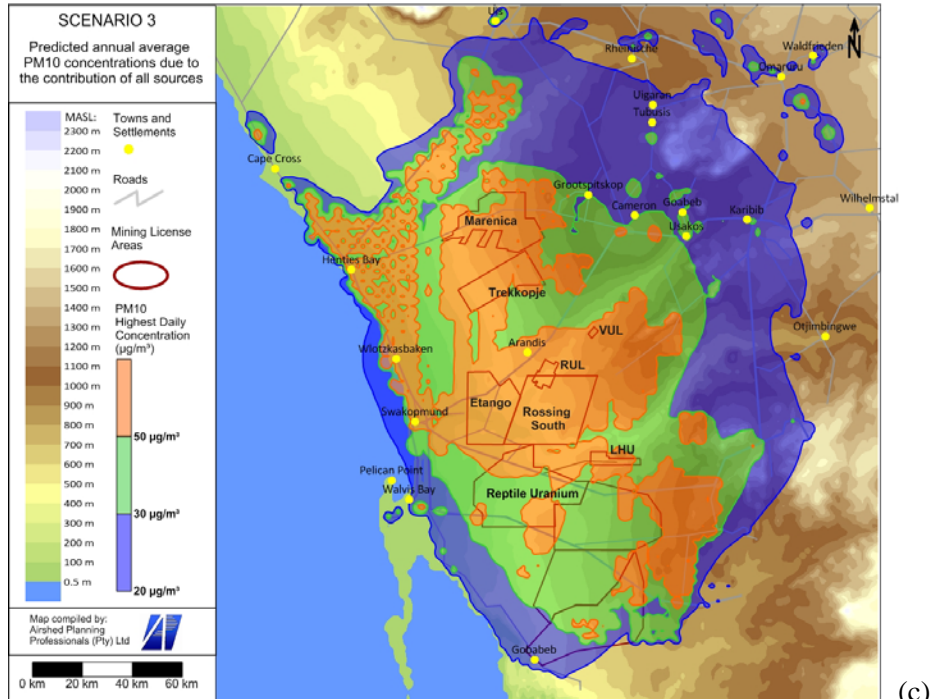 SCENARIO 3
Predicted annual average
PM10 concentrations due to
the contribution of all sources
MASL:
2300 m
2200 m
2100 m
2000 m
1900 m
1800 m
1700 m
1600 m
1500 m
1400 m
1300 m
1200 m
1100 m
1000 m
900 m
800 m
700 m
600 m
500 m
400 m
300 m
200 m
100 m
0.5 m
Towns and
Settlements
Roads
Mining License
Areas
PM10
Highest Daily
Concentration
(µg/m³)
50 µg/m³
30 µg/m³
20 µg/m³
Map compiled by:
Airshed Planning
Professionals (Pty) Ltd
0 km 20 km 40 km 60 km
N
Uis
Rheinische
Waldfrieden
Omaruru
Uigaran
Tubusis
Cape Cross
Grootspitskop
Cameron
Goabeb
Usakos
Karibib
Wilhelmstal
Marenica
Henties Bay
Trekkopje
Otjimbingwe
VUL
Arandis
Wlotzkasbaken
RUL
Etango
Rossing
South
Swakopmund
LHU
Pelican Point
Walvis Bay
Reptile Uranium
Gobabeb
(c)